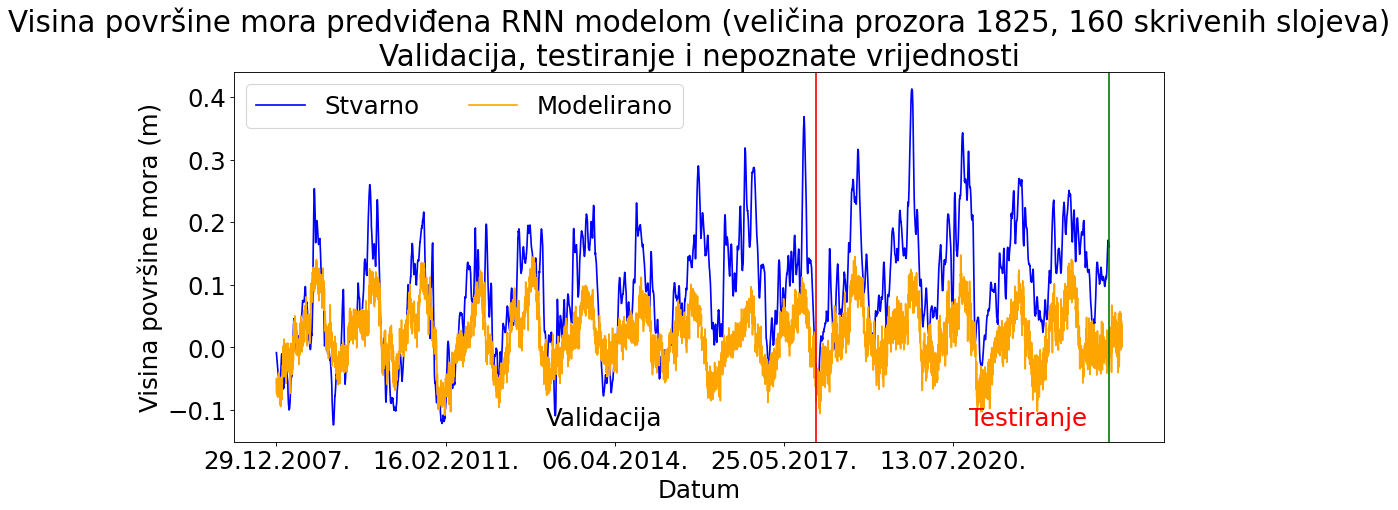 Visina površine mora predviđena RNN modelom (veličina prozora 1825, 160 skrivenih slojeva)
Validacija, testiranje i nepoznate vrijednosti
Stvarno
Modelirano
Visina površine mora (m)
0.4
0.3
0.2
0.1
0.0
−0.1
Validacija
Testiranje
29.12.2007.
16.02.2011.
06.04.2014.
25.05.2017.
13.07.2020.
Datum